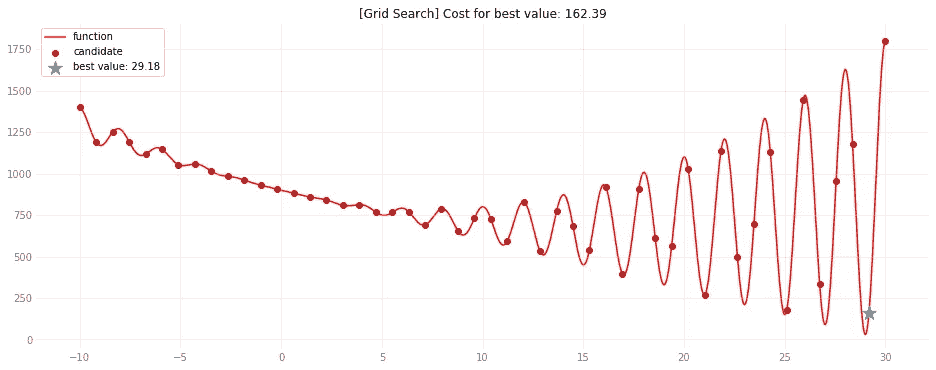 [Grid Search] Cost for best value: 162.39
function
candidate
best value: 29.18
1750
1500
1250
1000
750
500
250
0
−10 −5 0 5 10 15 20 25 30